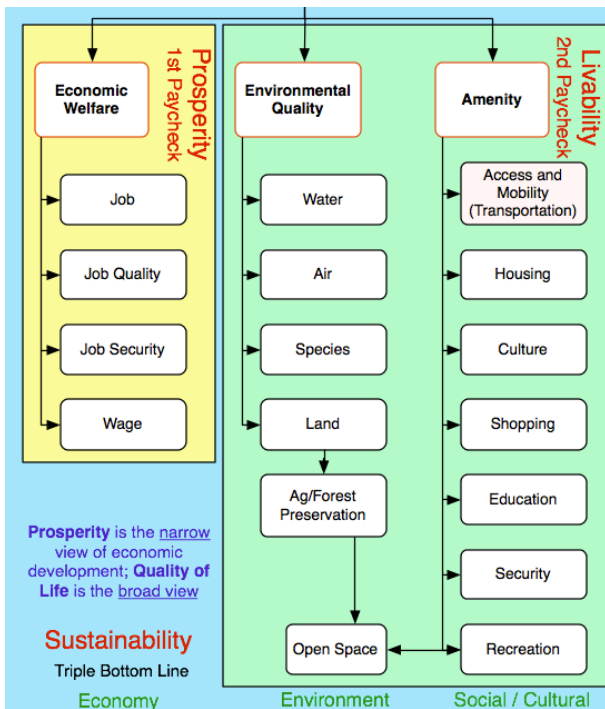 Economic
Welfare
Prosperity
1st Paycheck
Job
Job Quality
Job Security
Wage
Environmental
Quality
Water
Air
Species
Land
Ag/Forest
Preservation
Open Space
Amenity
Livability
2nd Paycheck
Access and
Mobility
(Transportation)
Housing
Culture
Shopping
Education
Security
Recreation
Prosperity is the narrow
view of economic
development; Quality of
Life is the broad view
Sustainability
Triple Bottom Line
Economy
Environment
Social / Cultural